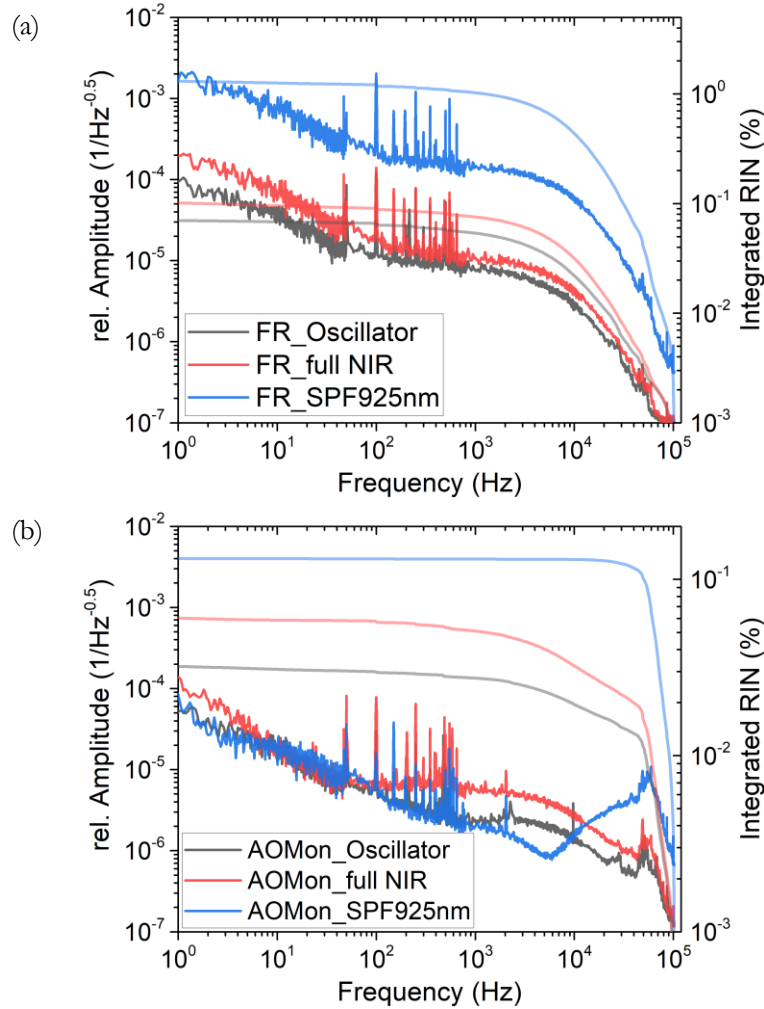 (a)
10⁻²
10⁻³
10⁻⁴
10⁻⁵
10⁻⁶
10⁻⁷
rel. Amplitude (1/Hz⁻⁰·⁵)
FR_Oscillator
FR_full NIR
FR_SPF925nm
10⁰
10⁻¹
10⁻²
10⁻³
Integrated RIN (%)
10⁰ 10¹ 10² 10³ 10⁴ 10⁵
Frequency (Hz)
(b)
10⁻²
10⁻³
10⁻⁴
10⁻⁵
10⁻⁶
10⁻⁷
rel. Amplitude (1/Hz⁻⁰·⁵)
AOMon_Oscillator
AOMon_full NIR
AOMon_SPF925nm
10⁻¹
10⁻²
10⁻³
Integrated RIN (%)
10⁰ 10¹ 10² 10³ 10⁴ 10⁵
Frequency (Hz)